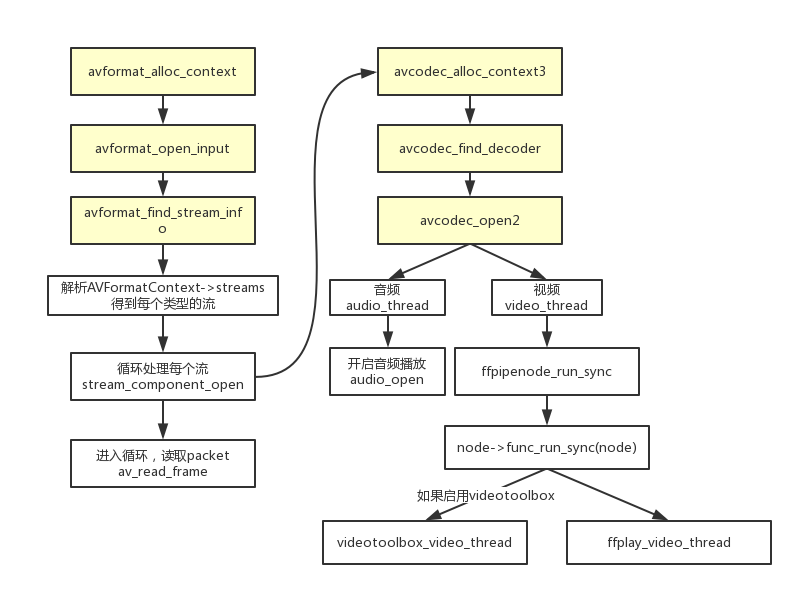 avformat_alloc_context
avformat_open_input
avformat_find_stream_inf
o
解析AVFormatContext->streams
得到每个类型的流
循环处理每个流
stream_component_open
进入循环，读取packet
av_read_frame
avcodec_alloc_context3
avcodec_find_decoder
avcodec_open2
音频
audio_thread
视频
video_thread
开启音频播放
audio_open
ffpipenode_run_sync
node->func_run_sync(node)
如果启用videotoolbox
videotoolbox_video_thread
ffplay_video_thread